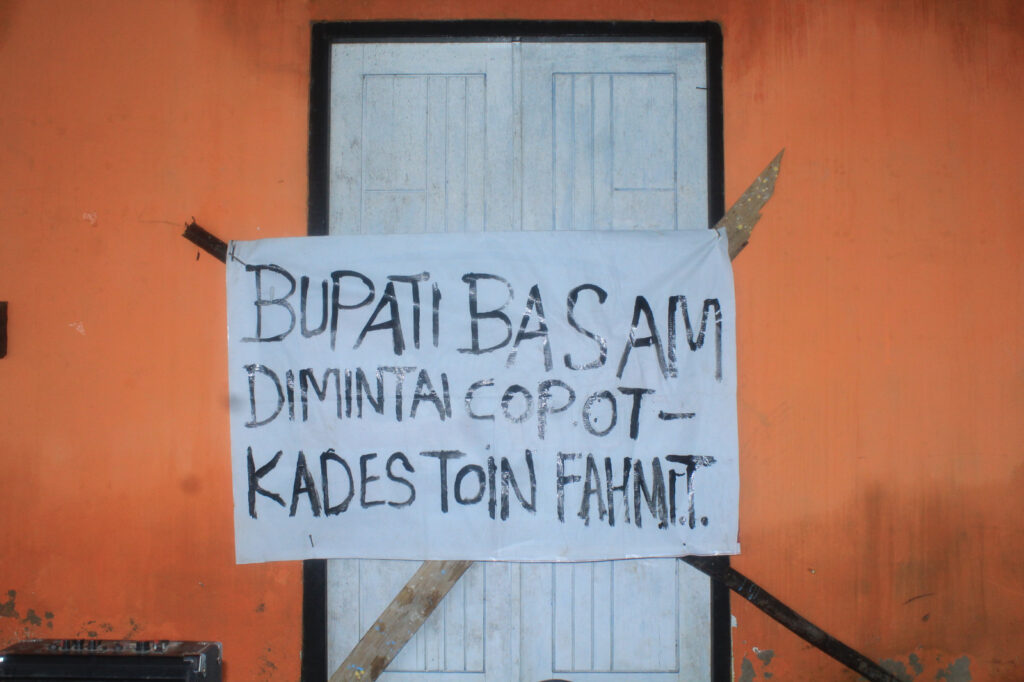 BUPATI BASAM
DIMINTAI COPOT-
KADES TOIN FAHMI.T.